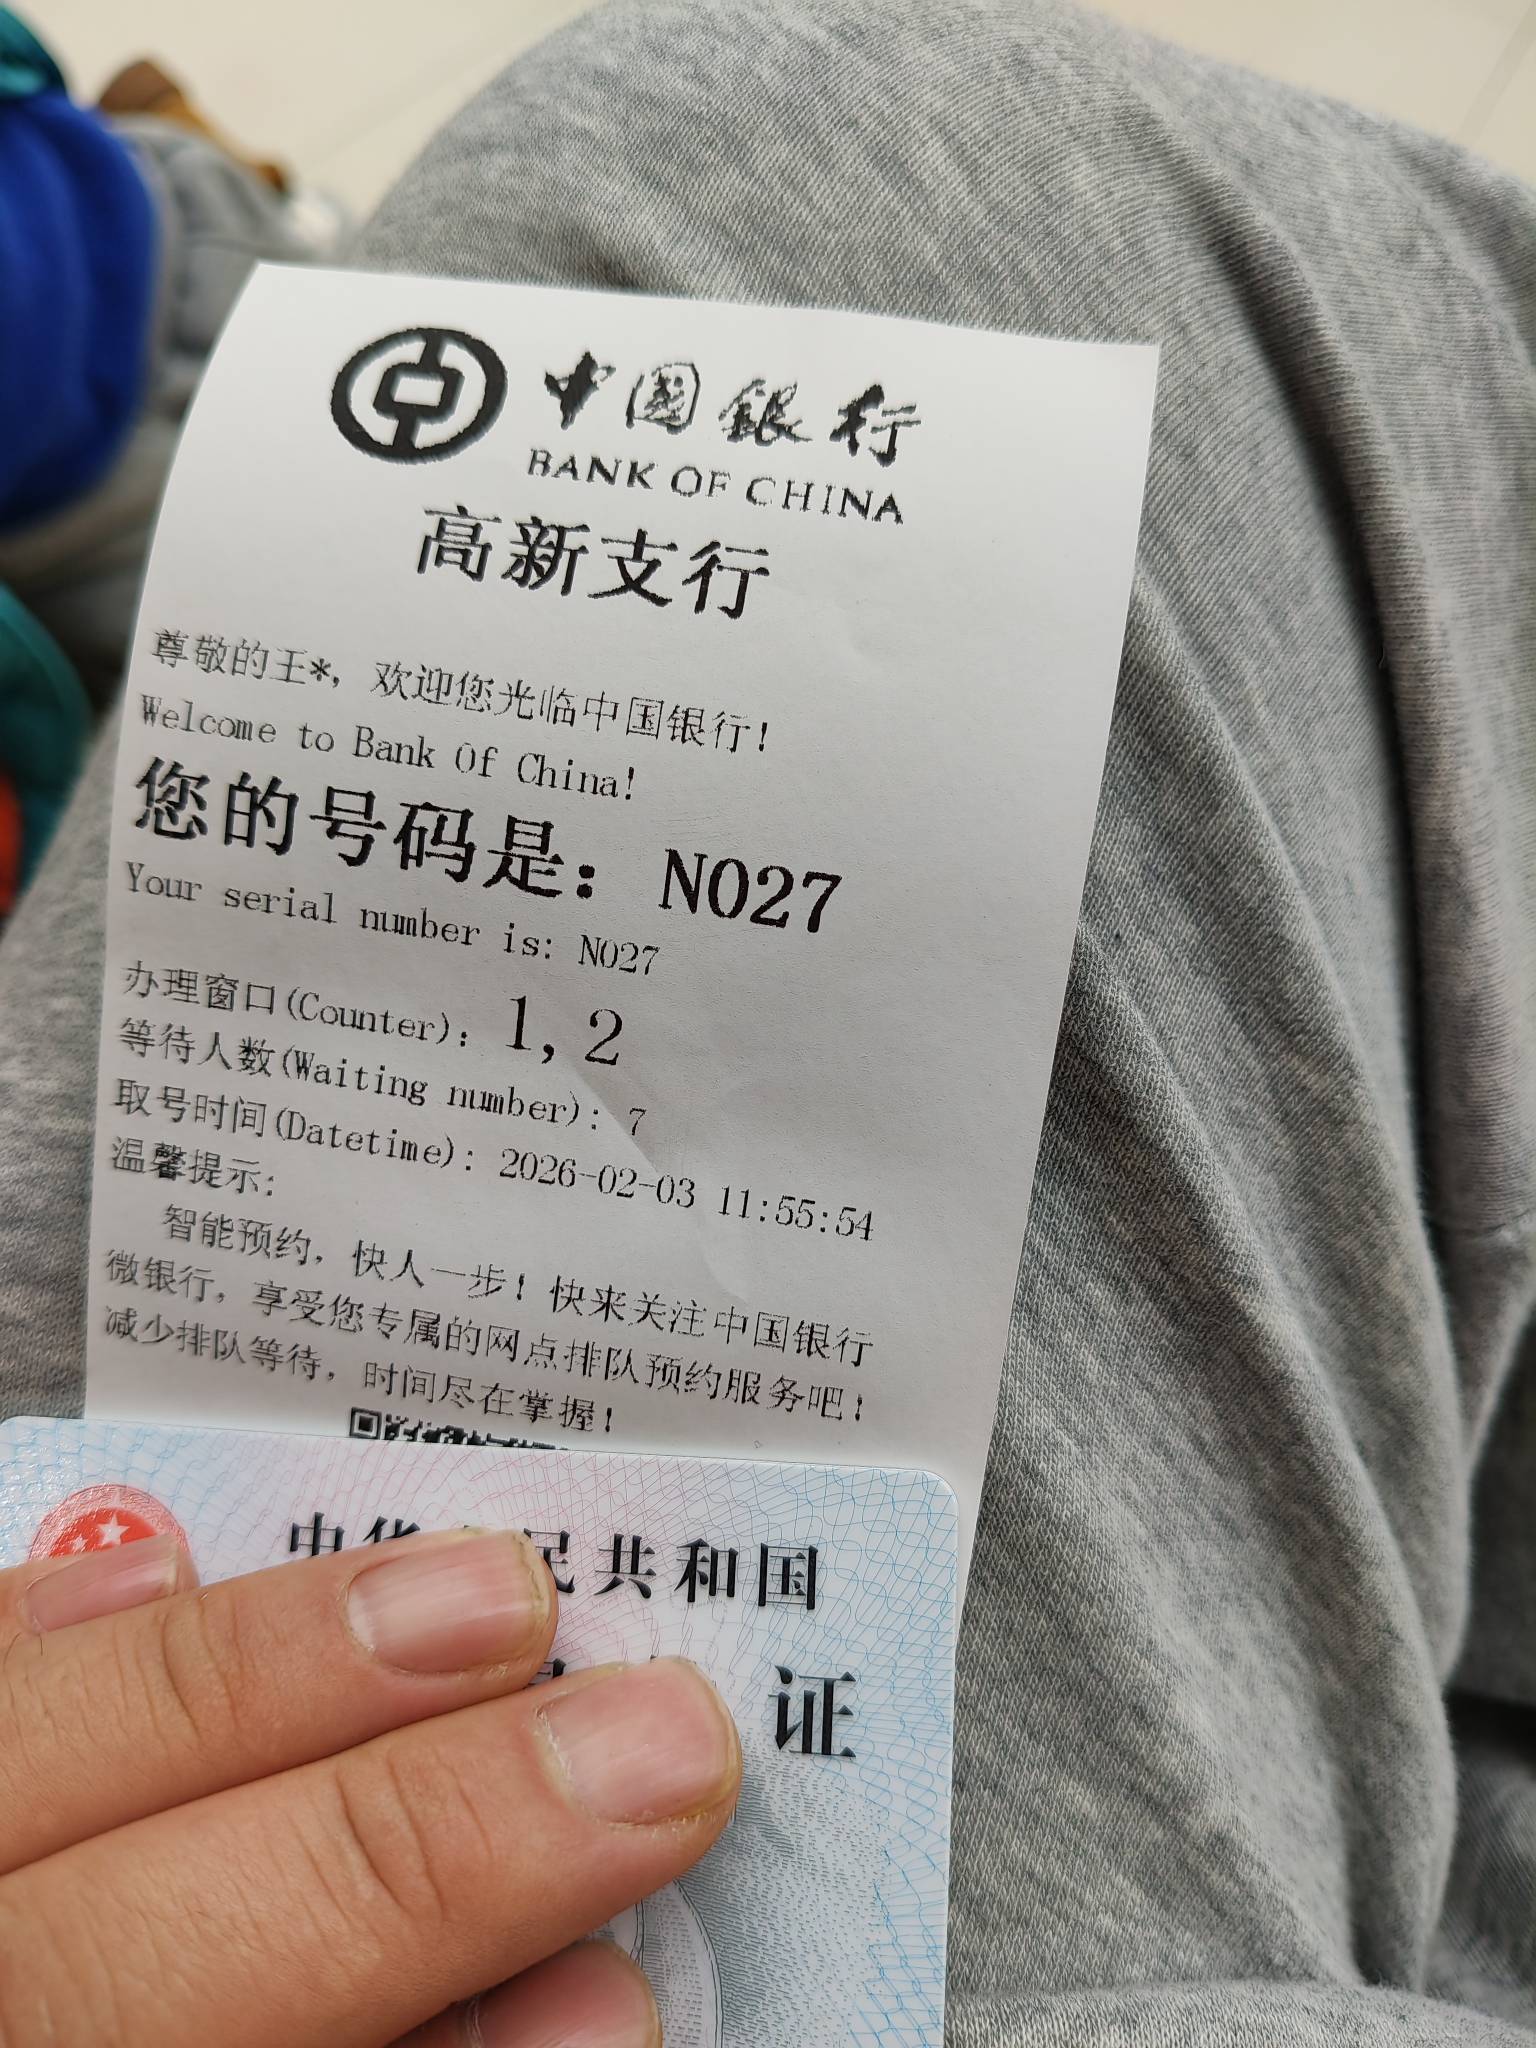 中国银行
BANK OF CHINA
高新支行
尊敬的王*，欢迎您光临中国银行！
Welcome to Bank Of China!
您的号码是：N027
Your serial number is: N027
办理窗口(Counter)：1, 2
等待人数(Waiting number)：7
取号时间(Datetime)：2026-02-03 11:55:54
温馨提示：
智能预约，快人一步！快来关注中国银行
微银行，享受您专属的网点排队预约服务吧！
减少排队等待，时间尽在掌握！
中华 民共和国
证